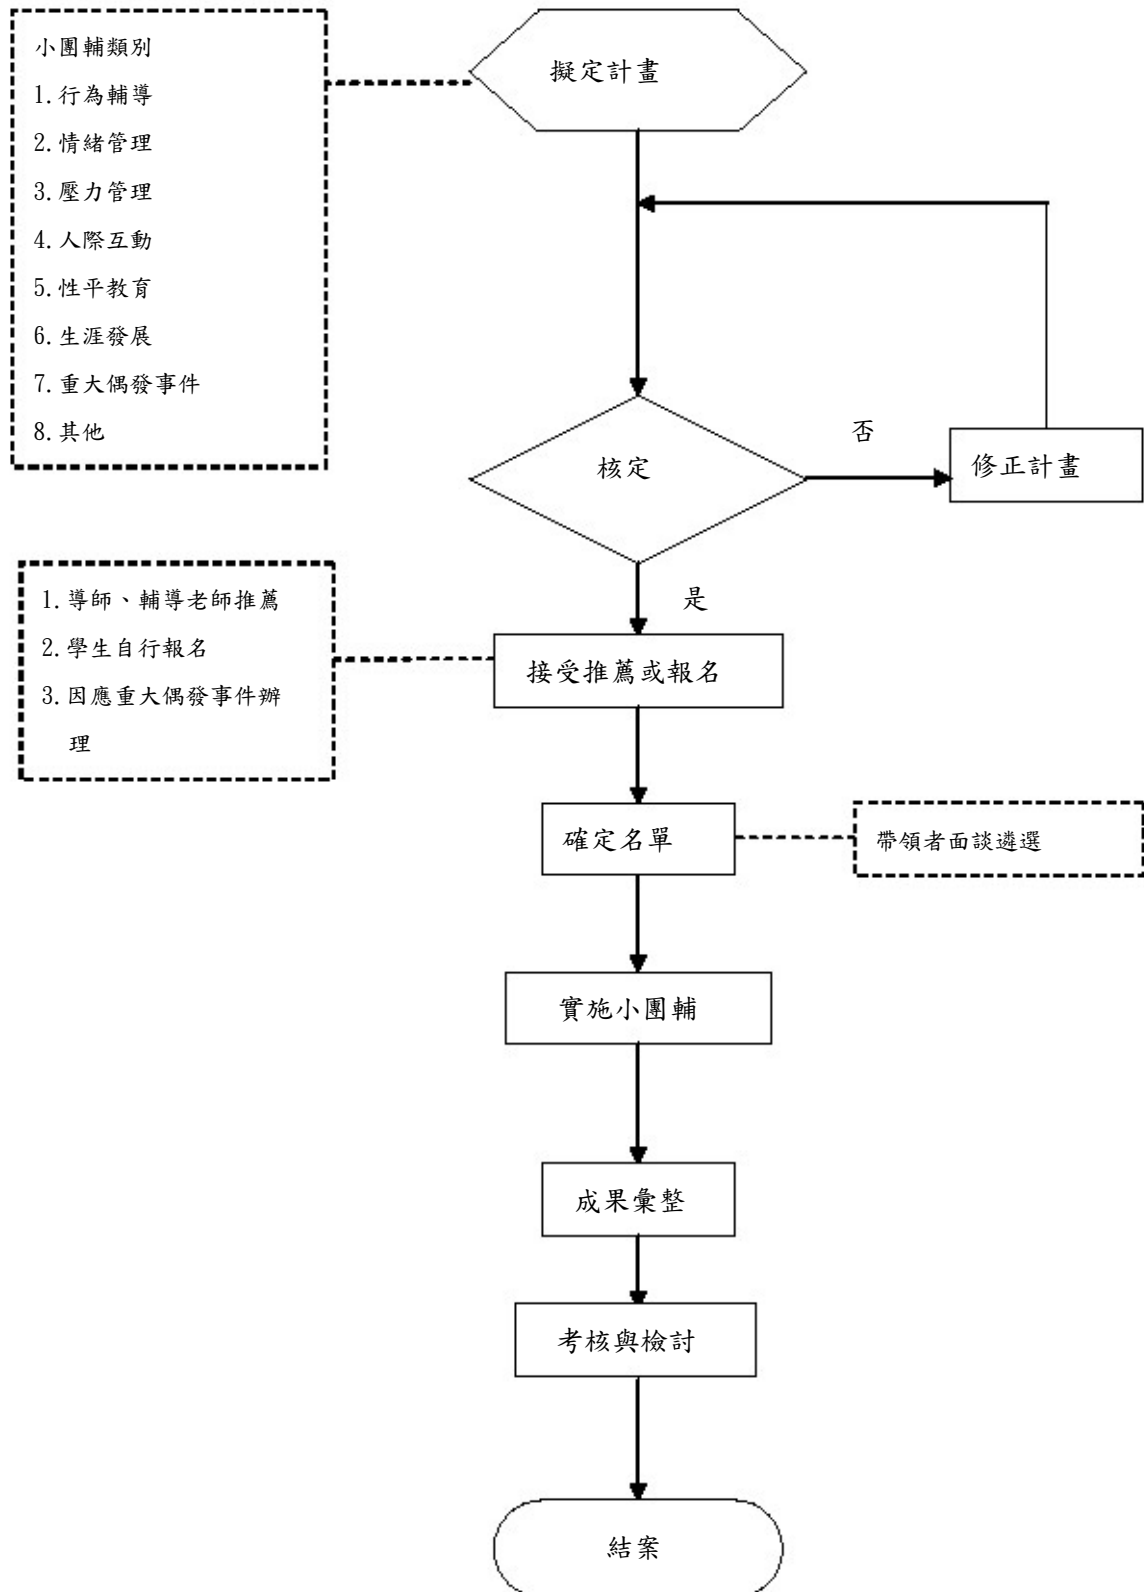 小團輔類別
1.行為輔導
2.情緒管理
3.壓力管理
4.人際互動
5.性平教育
6.生涯發展
7.重大偶發事件
8.其他
擬定計畫
核定
否
修正計畫
是
1.導師、輔導老師推薦
2.學生自行報名
3.因應重大偶發事件辦
理
接受推薦或報名
確定名單
帶領者面談遴選
實施小團輔
成果彙整
考核與檢討
結案